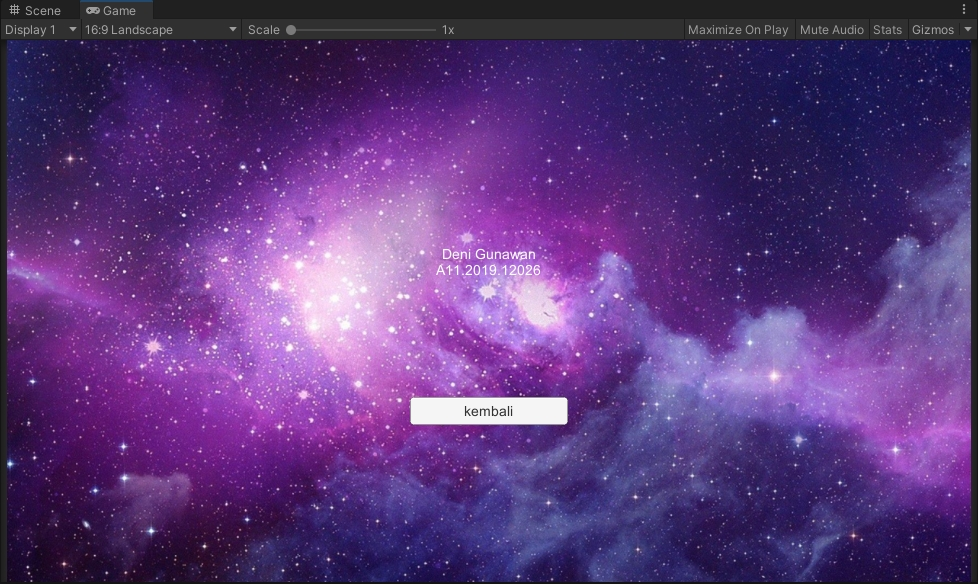 Scene
Game
Display 1
16:9 Landscape
Scale
1x
Maximize On Play
Mute Audio
Stats
Gizmos
Deni Gunawan
A11.2019.12026
kembali